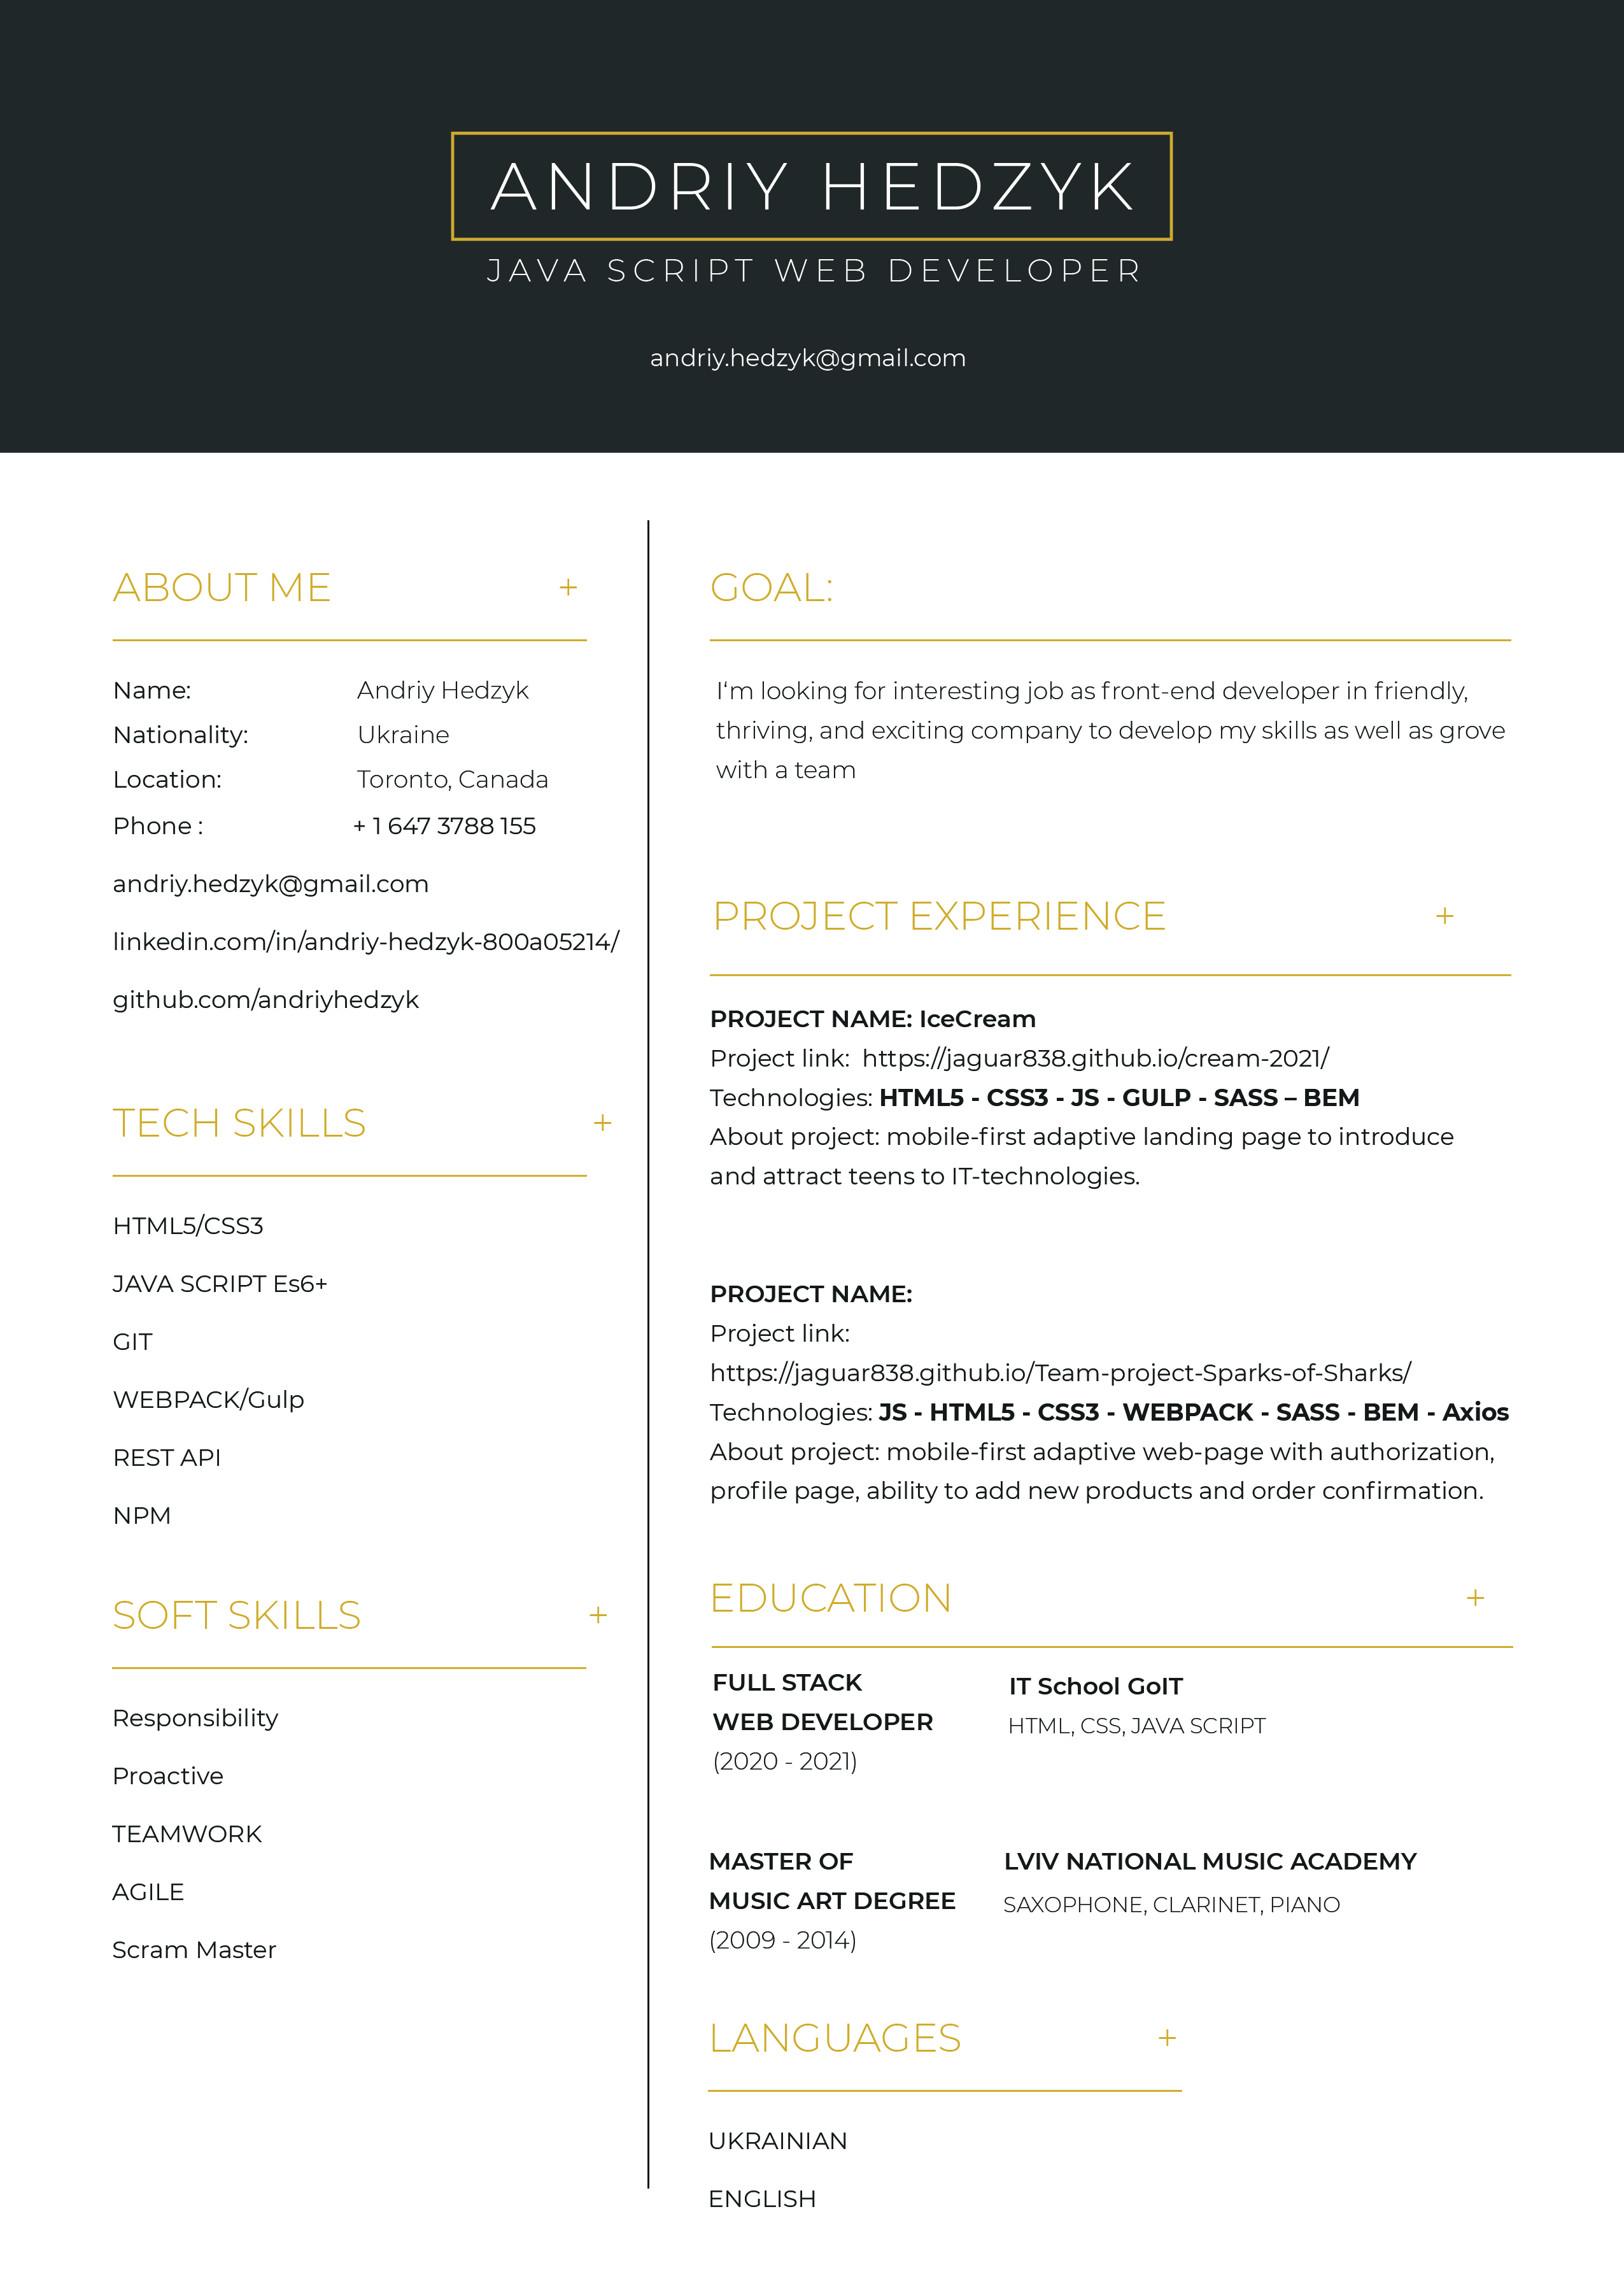 ANDRIY HEDZYK
JAVA SCRIPT WEB DEVELOPER
andriy.hedzyk@gmail.com
ABOUT ME +
Name: Andriy Hedzyk
Nationality: Ukraine
Location: Toronto, Canada
Phone : + 1 647 3788 155
andriy.hedzyk@gmail.com
linkedin.com/in/andriy-hedzyk-800a05214/
github.com/andriyhedzyk
TECH SKILLS +
HTML5/CSS3
JAVA SCRIPT Es6+
GIT
WEBPACK/Gulp
REST API
NPM
SOFT SKILLS +
Responsibility
Proactive
TEAMWORK
AGILE
Scram Master
GOAL:
I‘m looking for interesting job as front-end developer in friendly,
thriving, and exciting company to develop my skills as well as grove
with a team
PROJECT EXPERIENCE +
PROJECT NAME: IceCream
Project link: https://jaguar838.github.io/cream-2021/
Technologies: HTML5 - CSS3 - JS - GULP - SASS – BEM
About project: mobile-first adaptive landing page to introduce
and attract teens to IT-technologies.
PROJECT NAME:
Project link:
https://jaguar838.github.io/Team-project-Sparks-of-Sharks/
Technologies: JS - HTML5 - CSS3 - WEBPACK - SASS - BEM - Axios
About project: mobile-first adaptive web-page with authorization,
profile page, ability to add new products and order confirmation.
EDUCATION +
FULL STACK
WEB DEVELOPER
(2020 - 2021)
IT School GoIT
HTML, CSS, JAVA SCRIPT
MASTER OF
MUSIC ART DEGREE
(2009 - 2014)
LVIV NATIONAL MUSIC ACADEMY
SAXOPHONE, CLARINET, PIANO
LANGUAGES +
UKRAINIAN
ENGLISH